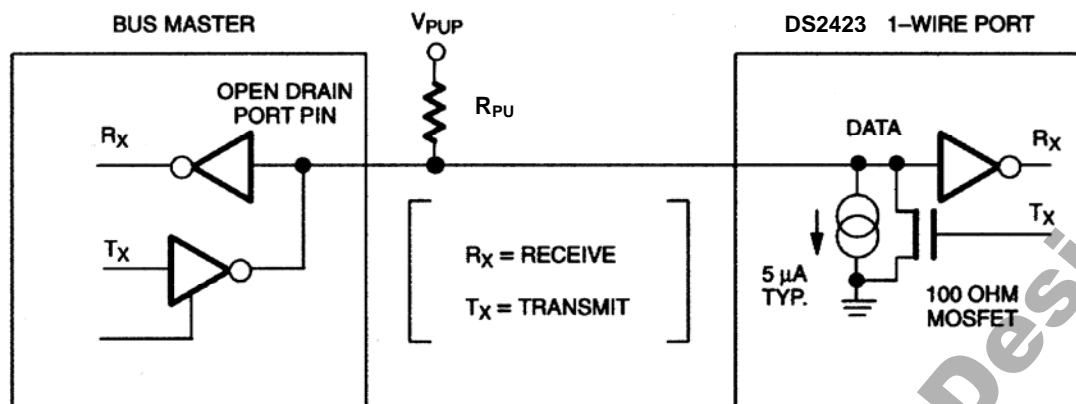 BUS MASTER
VPUP
DS2423 1–WIRE PORT
OPEN DRAIN
PORT PIN
RPU
RX
DATA
RX
TX
RX = RECEIVE
TX = TRANSMIT
TX
5 µA
TYP.
100 OHM
MOSFET
Desi